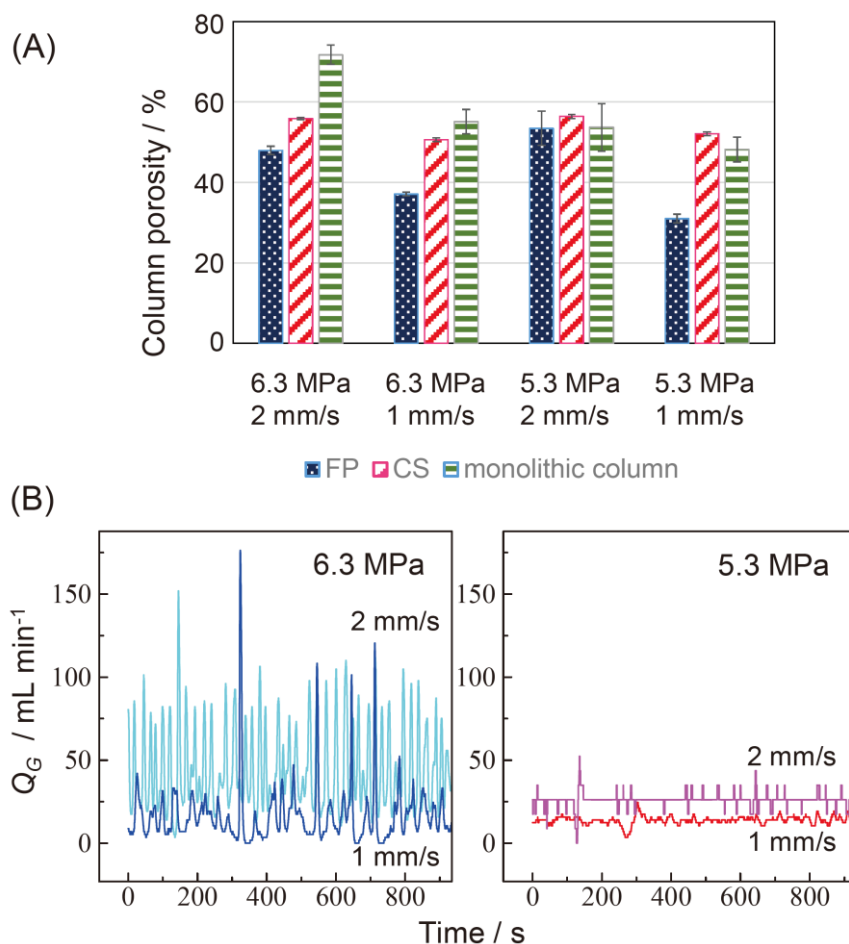 (A)
Column porosity / %
80
60
40
20
0
6.3 MPa 6.3 MPa 5.3 MPa 5.3 MPa
2 mm/s 1 mm/s 2 mm/s 1 mm/s
FP CS monolithic column
(B)
Q_G / mL min⁻¹
6.3 MPa
150
100
50
0
2 mm/s
1 mm/s
0 200 400 600 800
5.3 MPa
150
100
50
0
2 mm/s
1 mm/s
0 200 400 600 800
Time / s